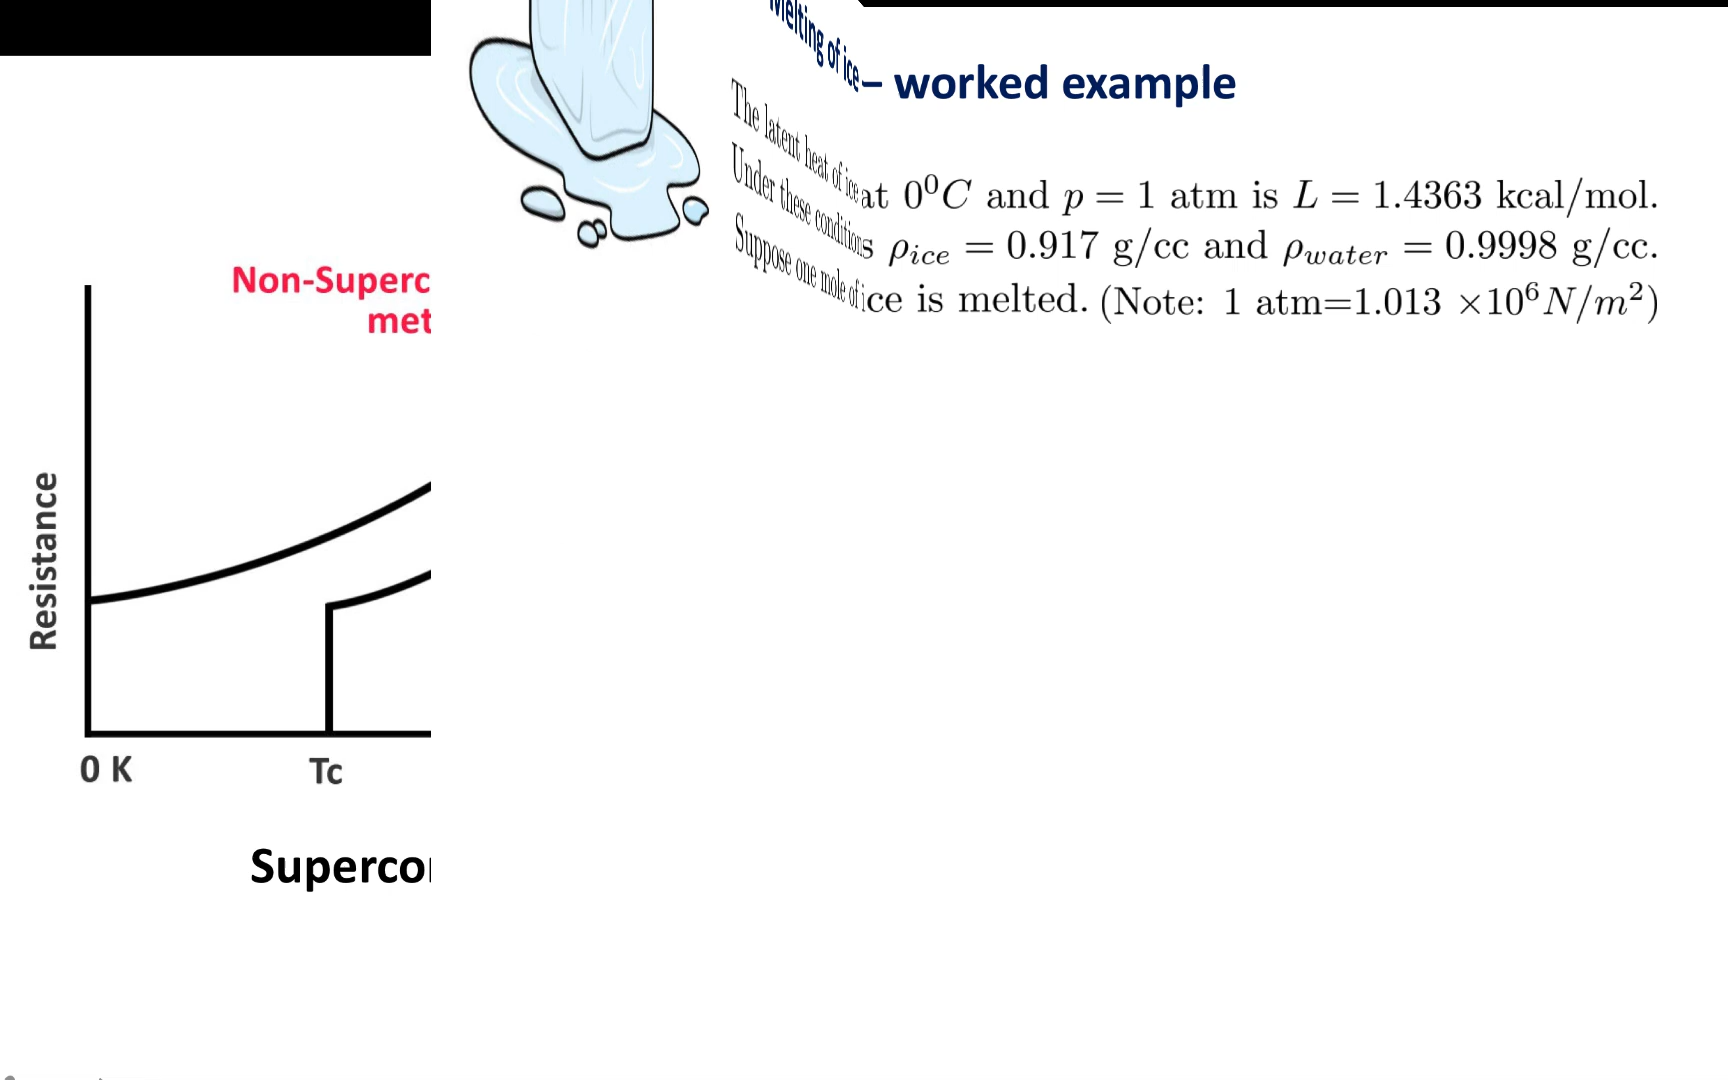 Melting of ice – worked example
The latent heat of ice at 0⁰C and p = 1 atm is L = 1.4363 kcal/mol.
Under these conditions ρice = 0.917 g/cc and ρwater = 0.9998 g/cc.
Suppose one mole of ice is melted. (Note: 1 atm=1.013 ×10⁶N/m²)
Non-Superc
met
Resistance
0 K
Tc
Superco